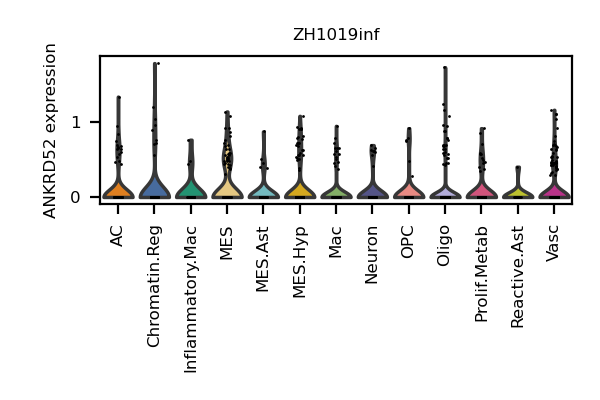 ZH1019inf
ANKRD52 expression
1
0
AC
Chromatin.Reg
Inflammatory.Mac
MES
MES.Ast
MES.Hyp
Mac
Neuron
OPC
Oligo
Prolif.Metab
Reactive.Ast
Vasc